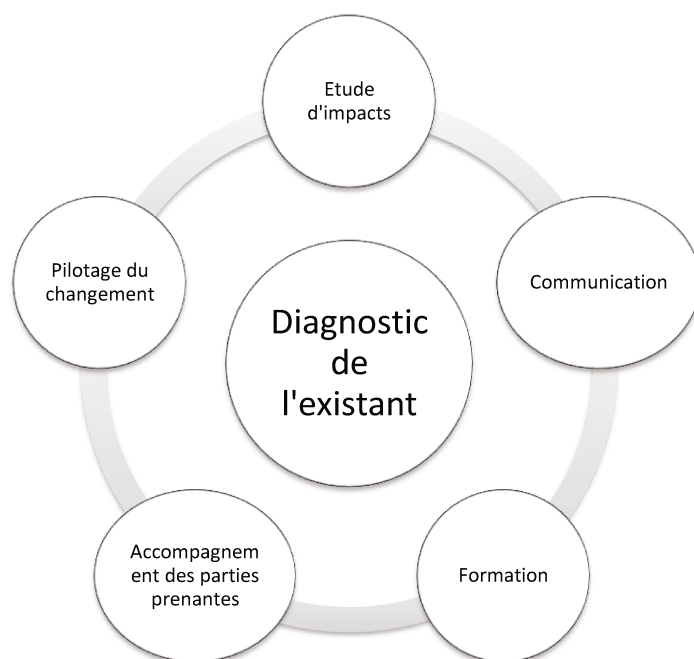 Etude
d'impacts
Communication
Formation
Accompagnem
ent des parties
prenantes
Pilotage du
changement
Diagnostic
de
l'existant